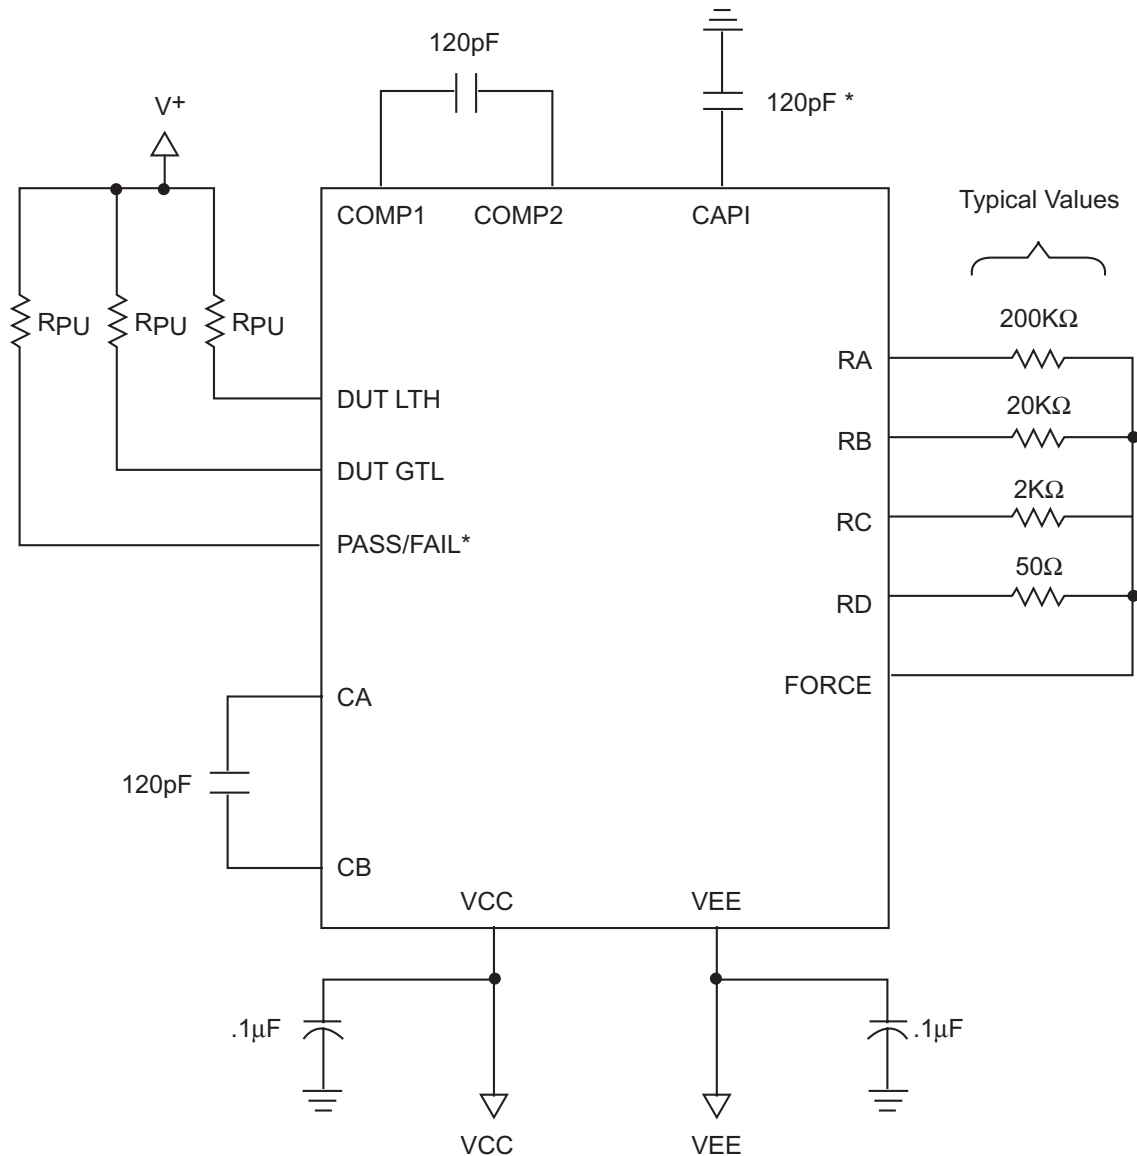 120pF
120pF *
V+
COMP1 COMP2 CAPI
Typical Values
RPU RPU RPU
200KΩ
RA
DUT LTH
20KΩ
RB
DUT GTL
2KΩ
RC
PASS/FAIL*
50Ω
RD
FORCE
CA
120pF
CB
VCC VEE
.1µF .1µF
VCC VEE